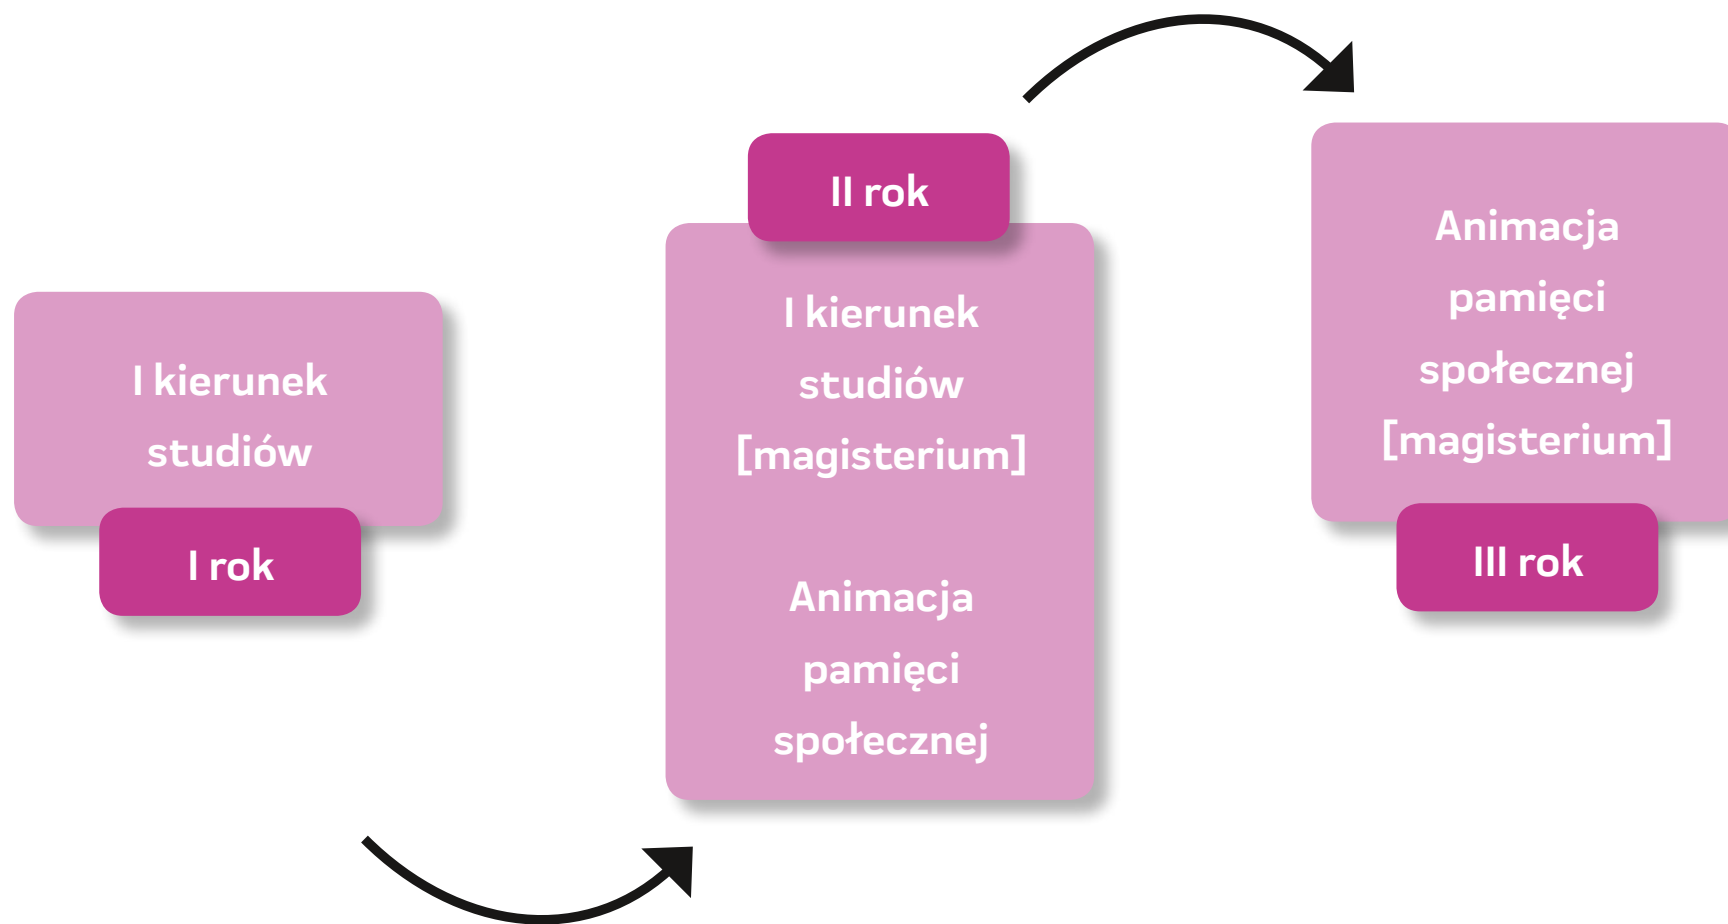 I kierunek
studiów
I rok
II rok
I kierunek
studiów
[magisterium]
Animacja
pamięci
społecznej
Animacja
pamięci
społecznej
[magisterium]
III rok